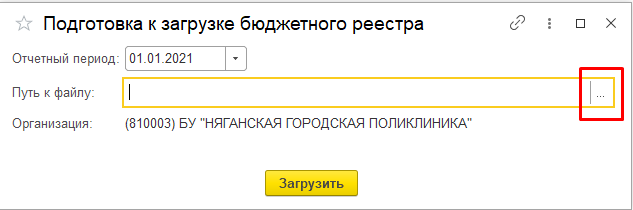 Подготовка к загрузке бюджетного реестра
Отчетный период: 01.01.2021
Путь к файлу: ...
Организация: (810003) БУ "НЯГАНСКАЯ ГОРОДСКАЯ ПОЛИКЛИНИКА"
Загрузить